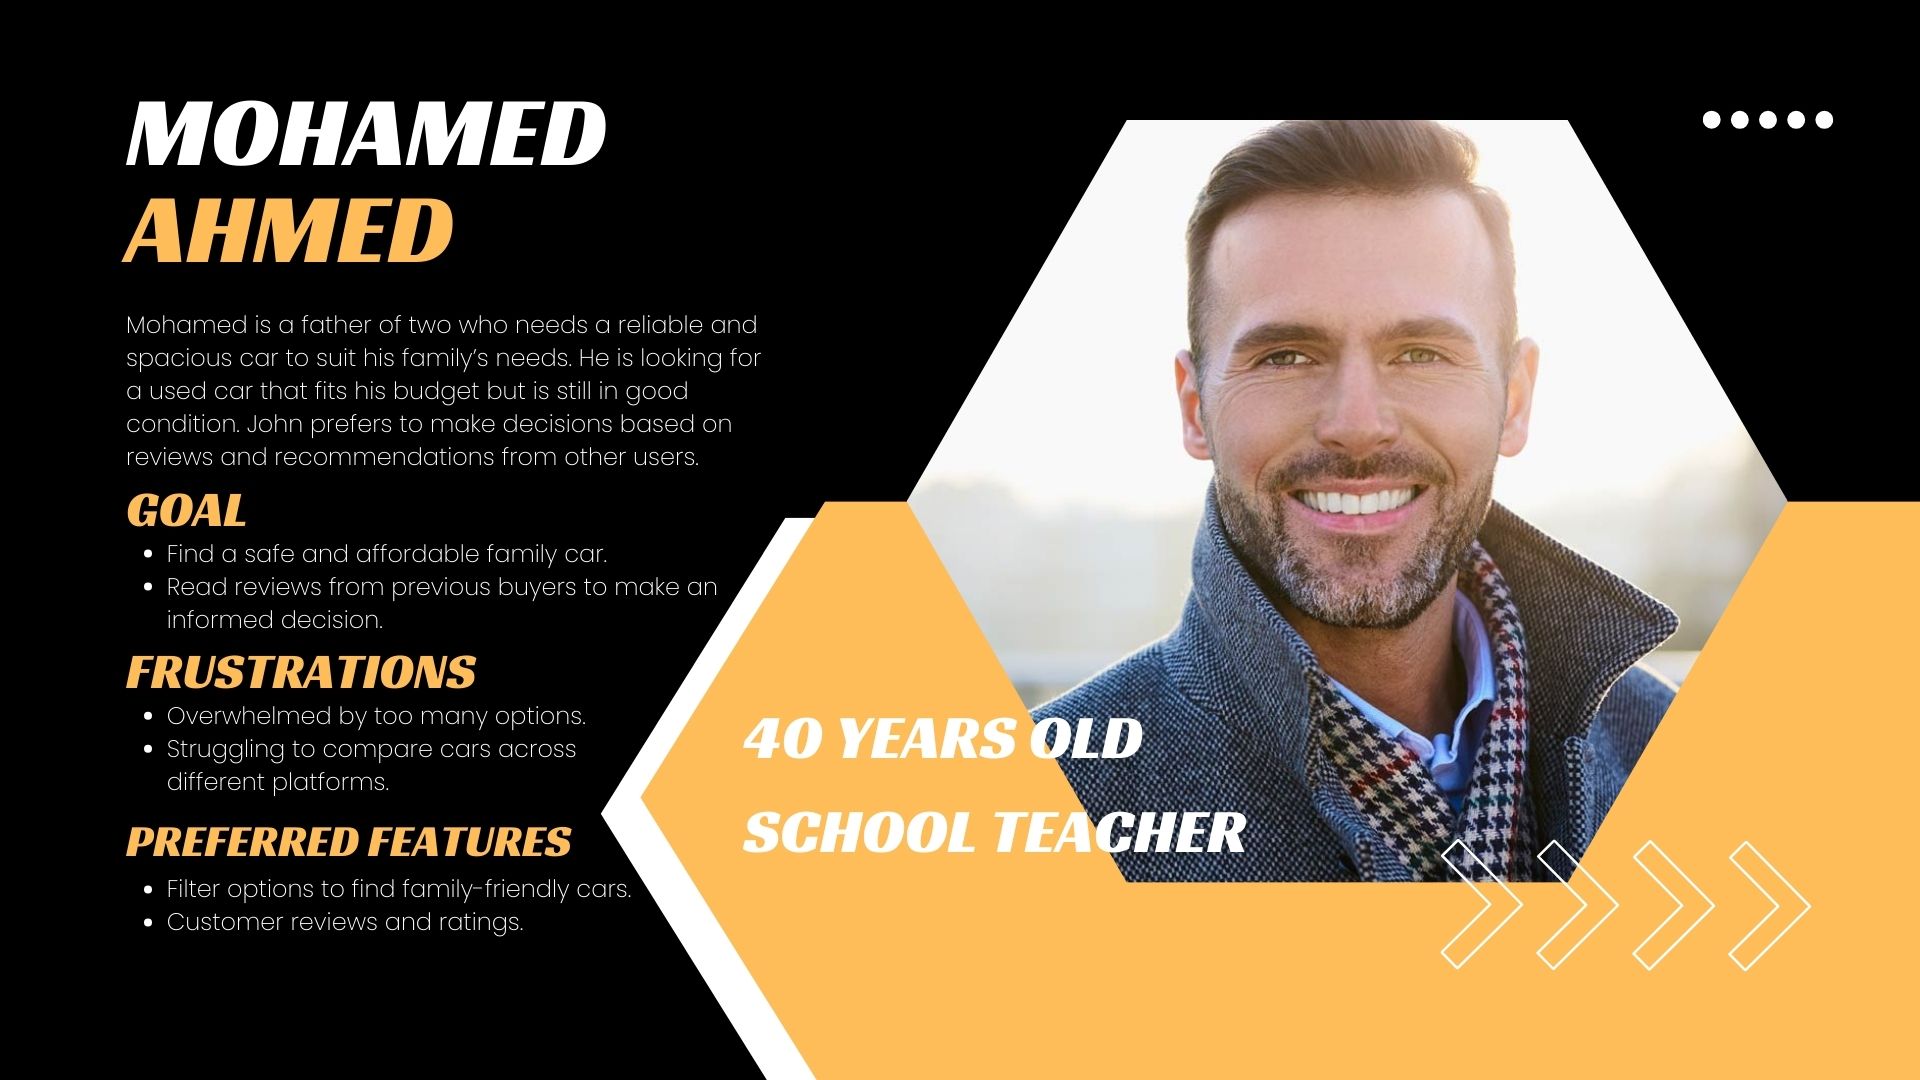 MOHAMED
AHMED
Mohamed is a father of two who needs a reliable and
spacious car to suit his family's needs. He is looking for
a used car that fits his budget but is still in good
condition. John prefers to make decisions based on
reviews and recommendations from other users.
GOAL
• Find a safe and affordable family car.
• Read reviews from previous buyers to make an
informed decision.
FRUSTRATIONS
• Overwhelmed by too many options.
• Struggling to compare cars across
different platforms.
PREFERRED FEATURES
• Filter options to find family-friendly cars.
• Customer reviews and ratings.
40 YEARS OLD
SCHOOL TEACHER